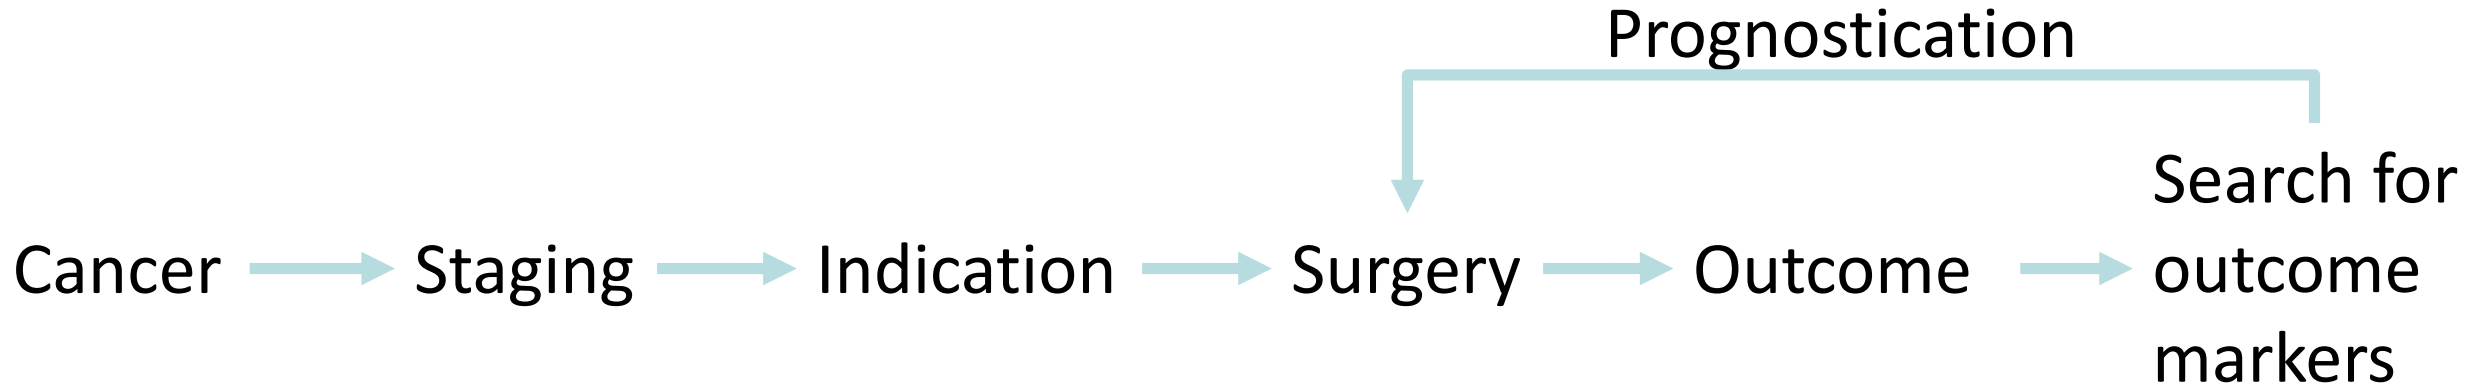 Prognostication
Cancer
Staging
Indication
Surgery
Outcome
Search for
outcome
markers